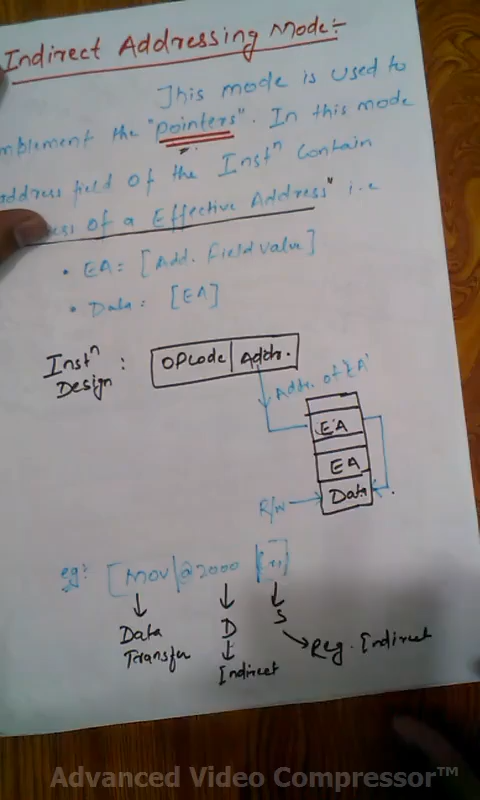 Indirect Addressing Mode:-
This mode is used to
mplement the "pointers". In this mode
address field of the Instⁿ Contain
ess of a Effective Address" i.e
• EA = [Add. Field value]
• Data = [EA]
Instⁿ Design :
OPcode | Addr.
Addr. of 'EA'
EA
EA
Data
R/W
eg: [MOV | @2000 |
Data Transfer
D
Indirect
S
Reg. Indirect
Advanced Video Compressor™